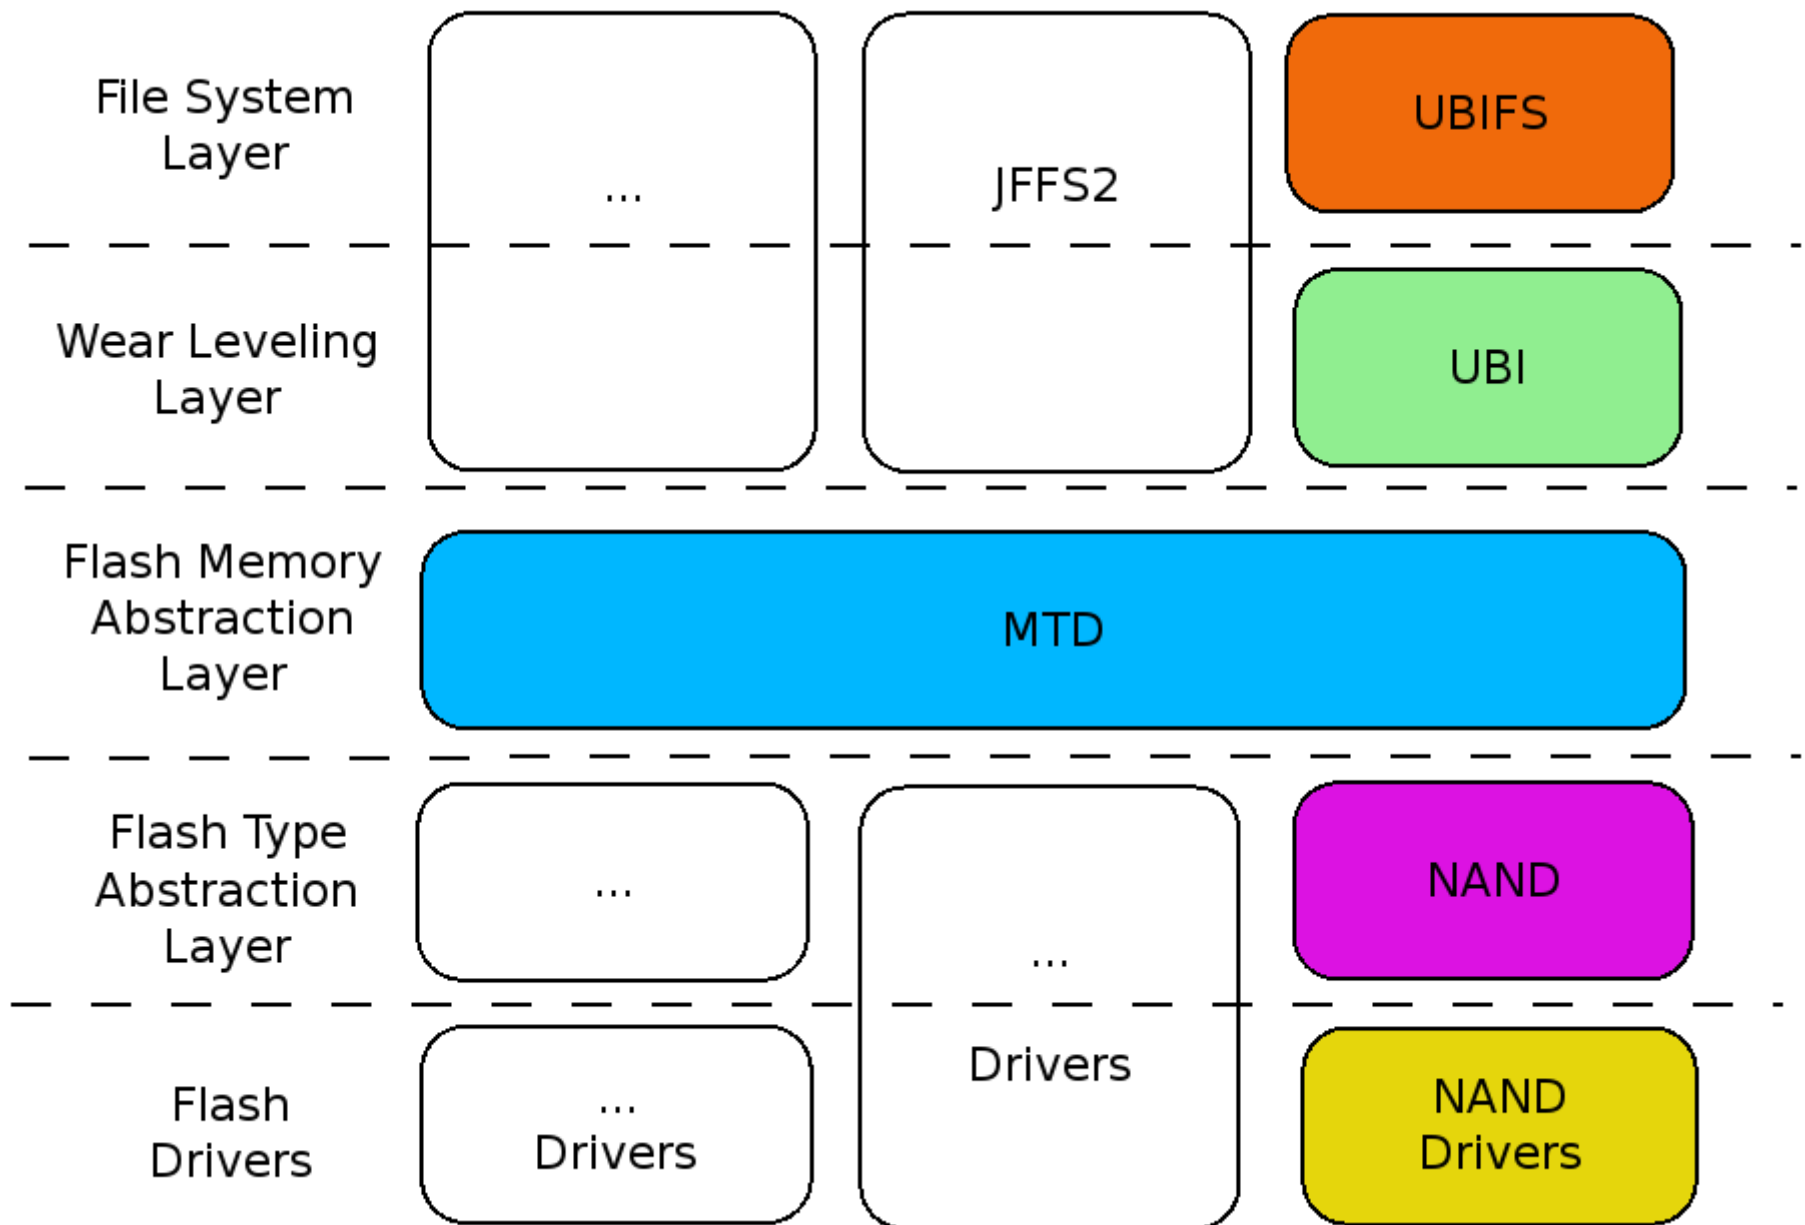 File System
Layer
...
JFFS2
UBIFS
Wear Leveling
Layer
UBI
Flash Memory
Abstraction
Layer
MTD
Flash Type
Abstraction
Layer
...
...
Drivers
NAND
Flash
Drivers
...
Drivers
NAND
Drivers